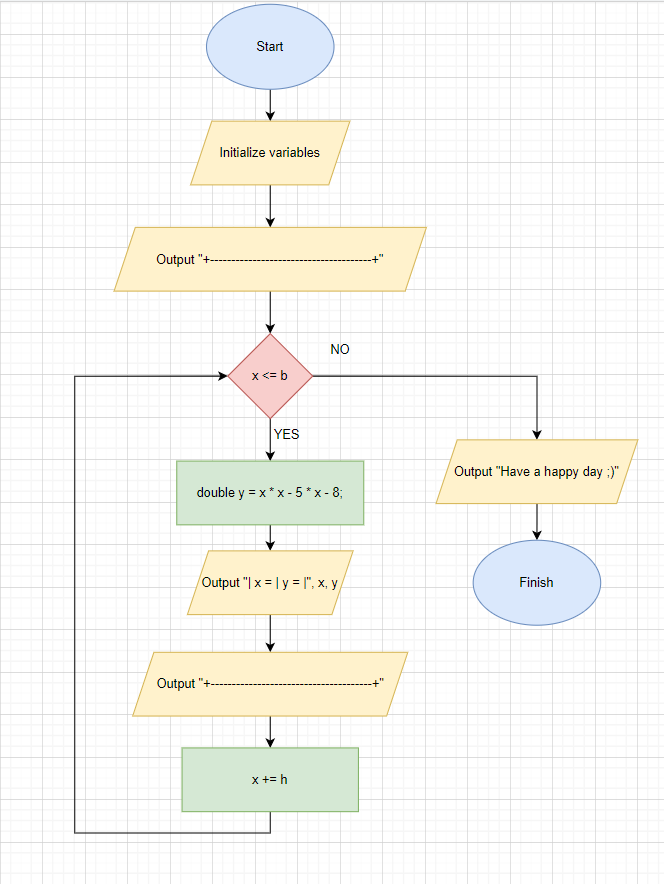 Start
Initialize variables
Output "+--------------------------------------+"
x <= b
NO
YES
double y = x * x - 5 * x - 8;
Output "| x = | y = |", x, y
Output "+--------------------------------------+"
x += h
Output "Have a happy day ;)"
Finish